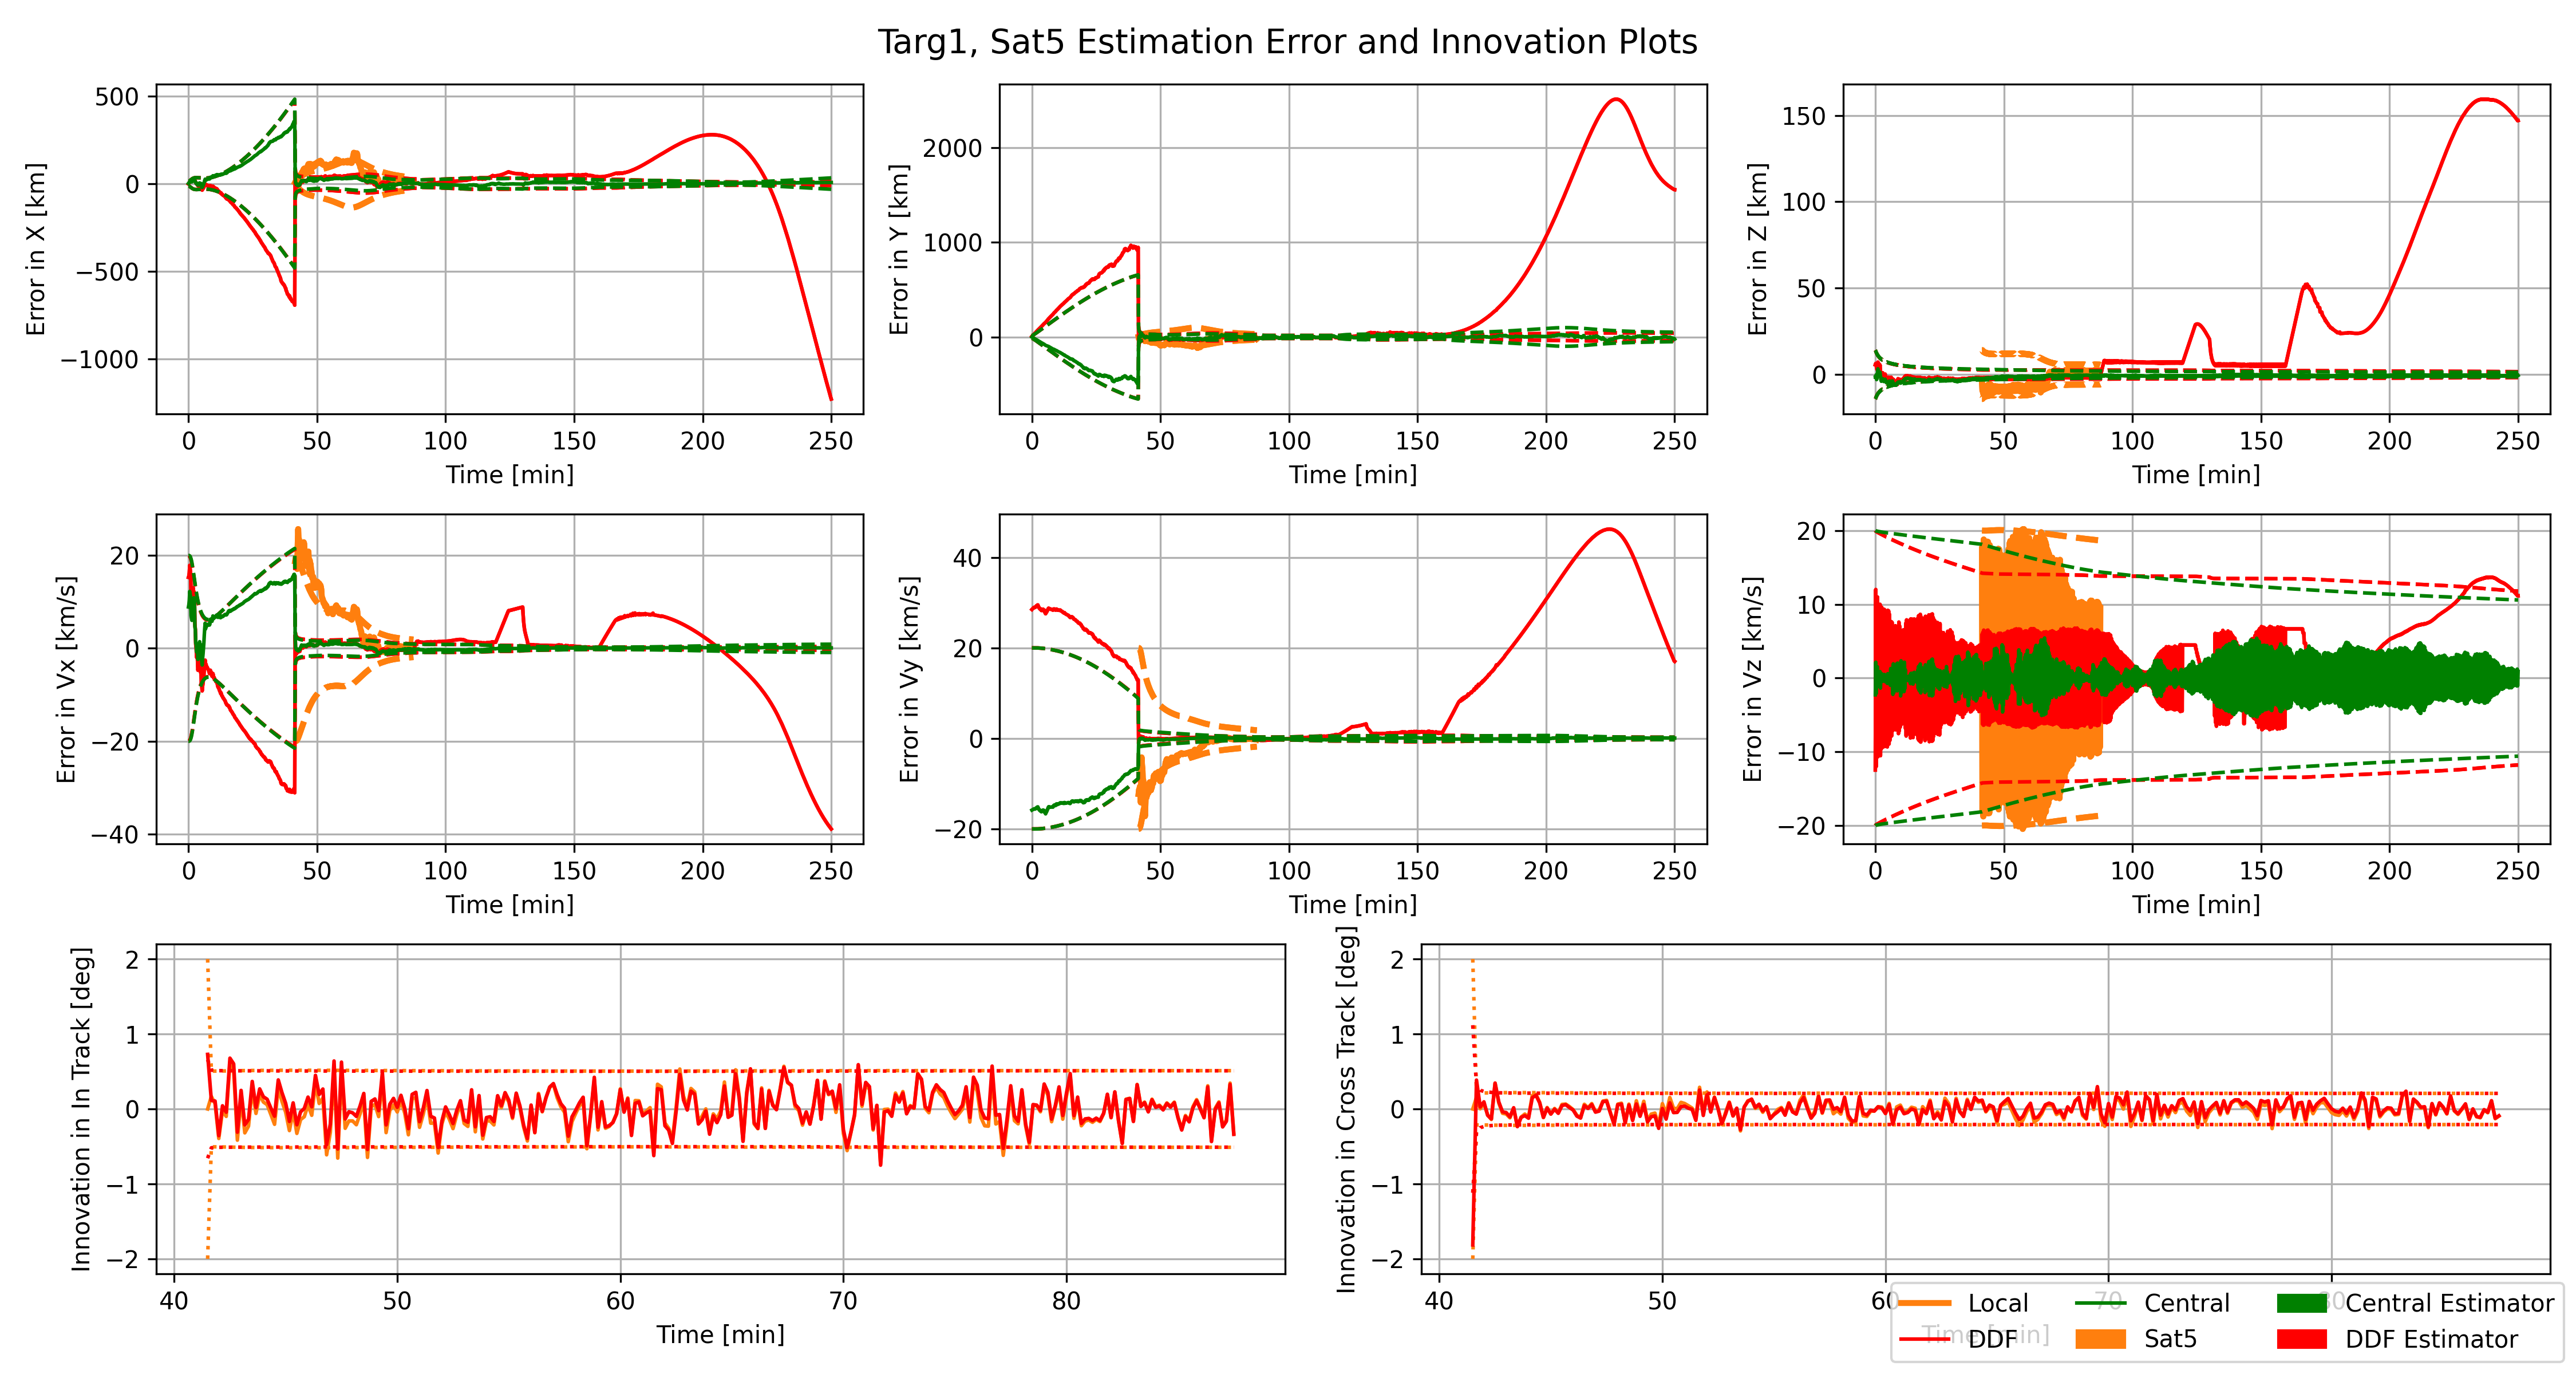 Targ1, Sat5 Estimation Error and Innovation Plots
Error in X [km]
500
0
−500
−1000
0 50 100 150 200 250
Time [min]
Error in Y [km]
2000
1000
0
0 50 100 150 200 250
Time [min]
Error in Z [km]
150
100
50
0
0 50 100 150 200 250
Time [min]
Error in Vx [km/s]
20
0
−20
−40
0 50 100 150 200 250
Time [min]
Error in Vy [km/s]
40
20
0
−20
0 50 100 150 200 250
Time [min]
Error in Vz [km/s]
20
10
0
−10
−20
0 50 100 150 200 250
Time [min]
Innovation in In Track [deg]
2
1
0
−1
−2
40 50 60 70 80
Time [min]
Innovation in Cross Track [deg]
2
1
0
−1
−2
40 50 60 70 80
Time [min]
Local Central Central Estimator
DDF Sat5 DDF Estimator